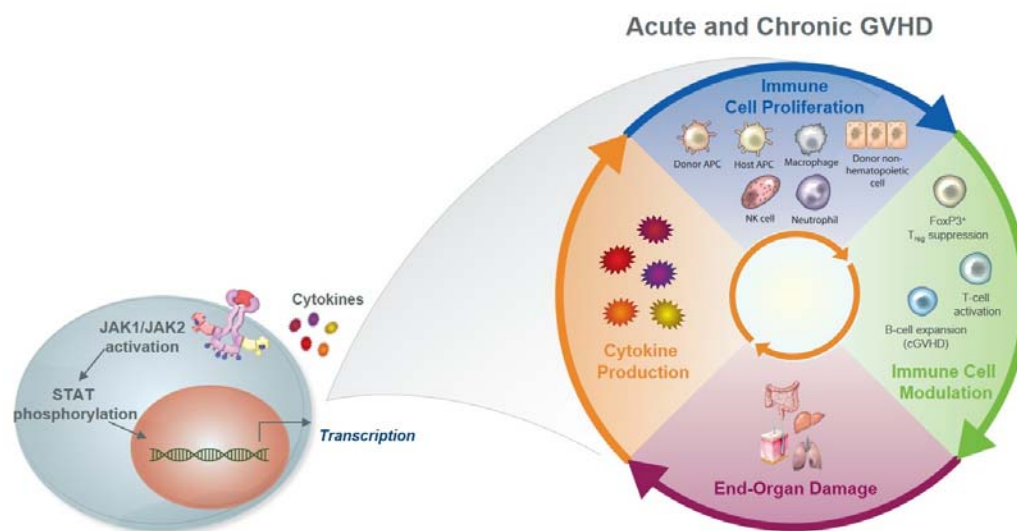 Acute and Chronic GVHD
Immune
Cell Proliferation
Donor APC
Host APC
Macrophage
Donor non-
hematopoietic
cell
NK cell
Neutrophil
FoxP3+
Treg suppression
T-cell
activation
B-cell expansion
(cGVHD)
Immune Cell
Modulation
End-Organ Damage
Cytokine
Production
Cytokines
JAK1/JAK2
activation
STAT
phosphorylation
Transcription